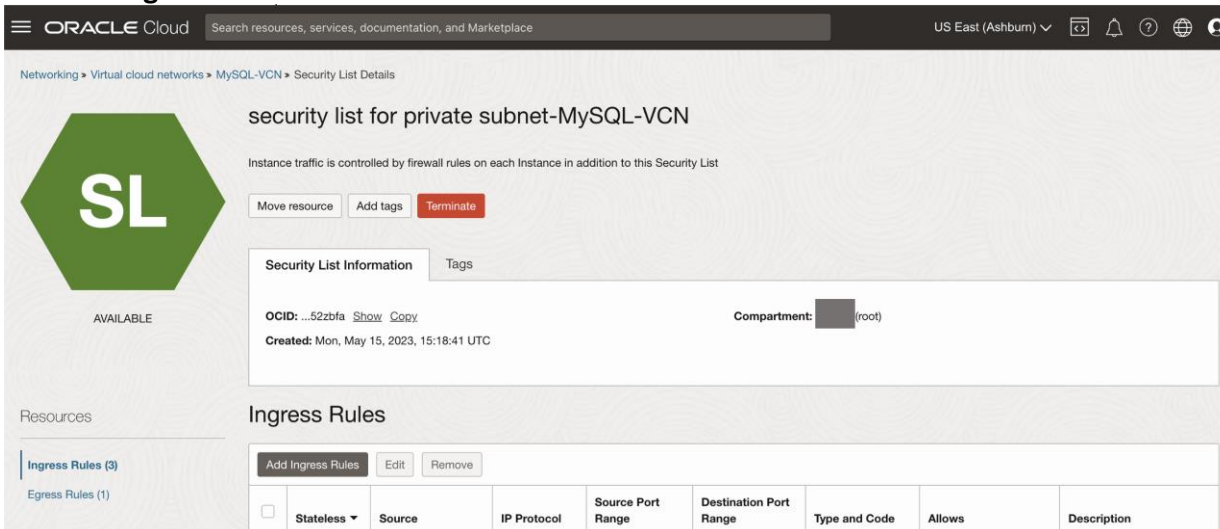 ORACLE Cloud Search resources, services, documentation, and Marketplace US East (Ashburn)
Networking » Virtual cloud networks » MySQL-VCN » Security List Details
SL
AVAILABLE
security list for private subnet-MySQL-VCN
Instance traffic is controlled by firewall rules on each Instance in addition to this Security List
Move resource Add tags Terminate
Security List Information Tags
OCID: ...52zbfa Show Copy Compartment: (root)
Created: Mon, May 15, 2023, 15:18:41 UTC
Resources
Ingress Rules (3)
Egress Rules (1)
Ingress Rules
Add Ingress Rules Edit Remove
Stateless Source IP Protocol Source Port Range Destination Port Range Type and Code Allows Description